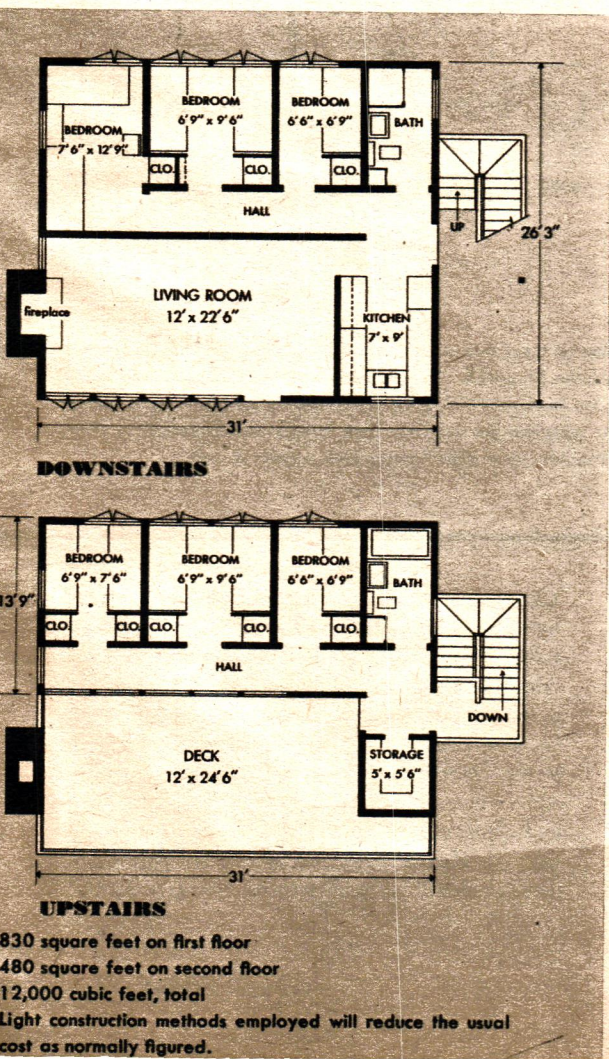 BEDROOM
7'6" x 12'9"
BEDROOM
6'9" x 9'6"
BEDROOM
6'6" x 6'9"
BATH
CLO.
CLO.
CLO.
HALL
UP
26'3"
LIVING ROOM
12' x 22'6"
fireplace
KITCHEN
7' x 9'
31'
DOWNSTAIRS
BEDROOM
6'9" x 7'6"
BEDROOM
6'9" x 9'6"
BEDROOM
6'6" x 6'9"
BATH
13'9"
CLO.
CLO.
CLO.
CLO.
CLO.
HALL
DOWN
DECK
12' x 24'6"
STORAGE
5' x 5'6"
31'
UPSTAIRS
830 square feet on first floor
480 square feet on second floor
12,000 cubic feet, total
Light construction methods employed will reduce the usual
cost as normally figured.